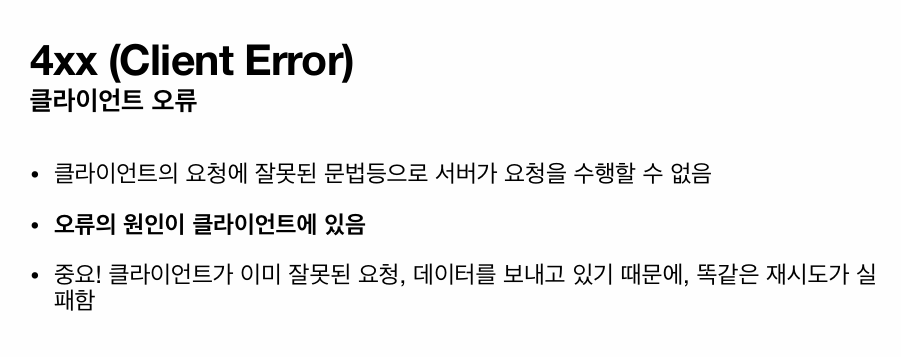 4xx (Client Error)
클라이언트 오류
• 클라이언트의 요청에 잘못된 문법등으로 서버가 요청을 수행할 수 없음
• 오류의 원인이 클라이언트에 있음
• 중요! 클라이언트가 이미 잘못된 요청, 데이터를 보내고 있기 때문에, 똑같은 재시도가 실
패함